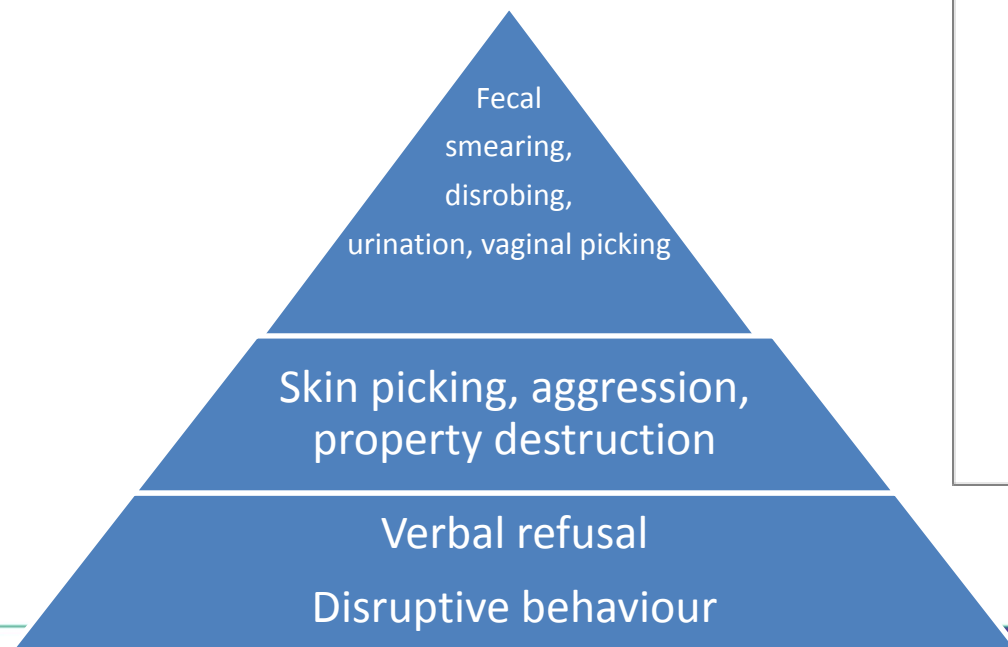 Fecal
smearing,
disrobing,
urination, vaginal picking
Skin picking, aggression,
property destruction
Verbal refusal
Disruptive behaviour